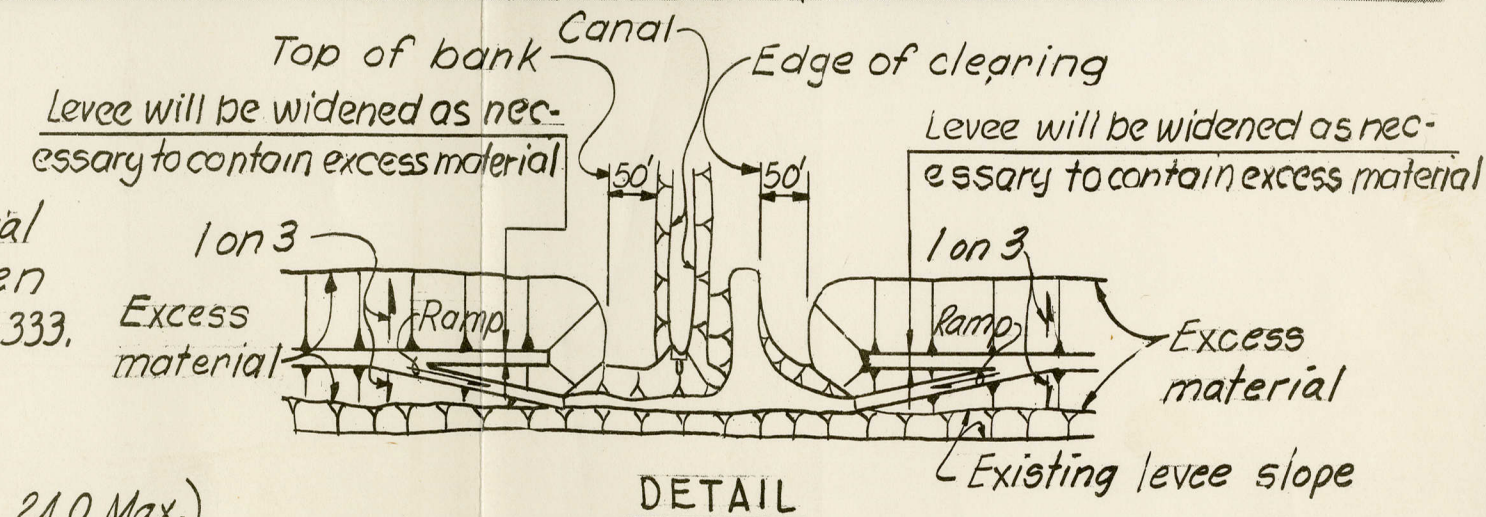 Canal
Top of bank
Edge of clearing
Levee will be widened as nec-
essary to contain excess material
Levee will be widened as nec-
essary to contain excess material
50'
50'
al
en
333.
1 on 3
1 on 3
Excess
material
Ramp
Ramp
Excess
material
Existing levee slope
DETAIL
21.0 Max.)